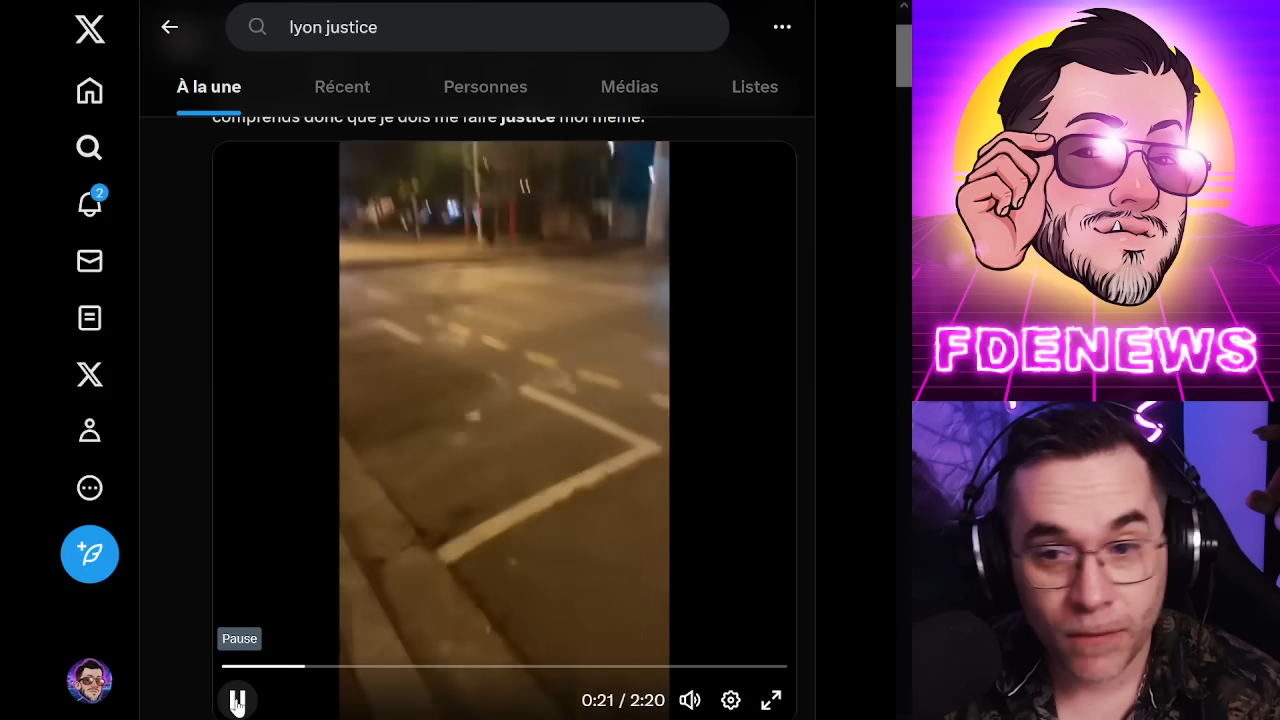 lyon justice
À la une
Récent
Personnes
Médias
Listes
comprends donc que je dois me faire justice moi même.
2
Pause
0:21 / 2:20
FDENEWS